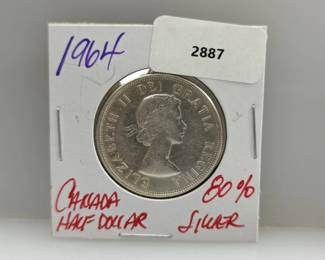 1964
2887
ELIZABETH II DEI GRATIA REGINA
CANADA 80%
HALF DOLLAR SILVER